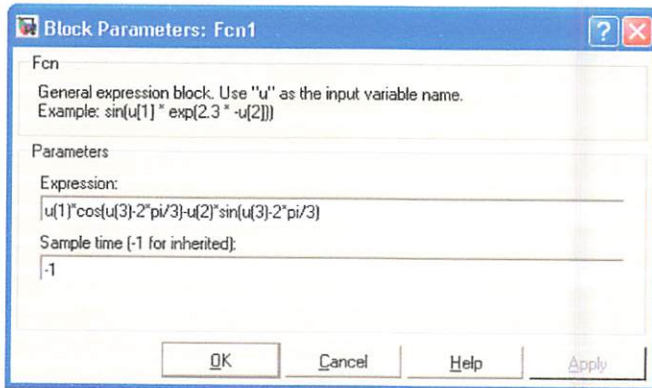 Block Parameters: Fcn1
Fcn
General expression block. Use "u" as the input variable name.
Example: sin(u[1] * exp(2.3 * -u[2]))
Parameters
Expression:
u(1)*cos(u(3)-2*pi/3)-u(2)*sin(u(3)-2*pi/3)
Sample time (-1 for inherited):
-1
OK Cancel Help Apply